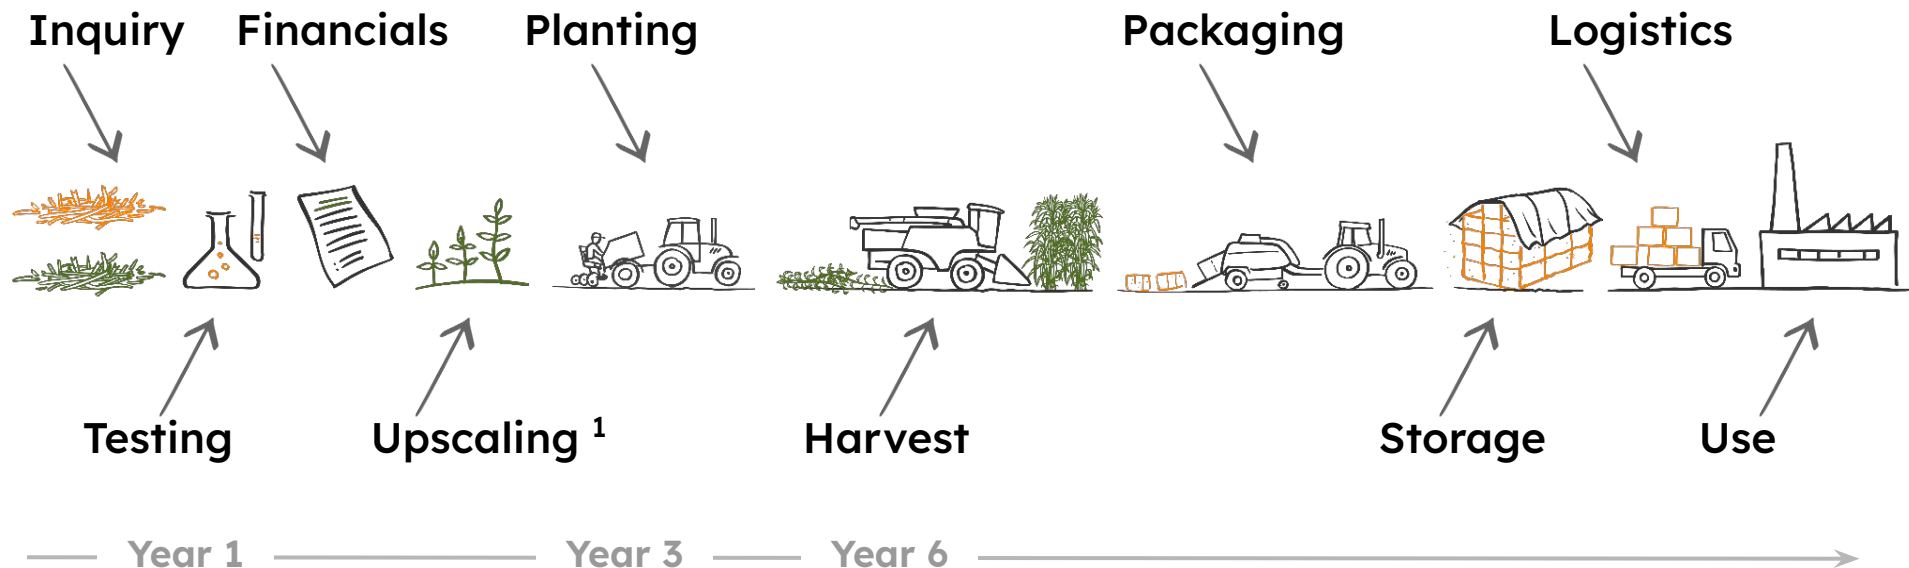 Inquiry
Financials
Planting
Packaging
Logistics
Testing
Upscaling ¹
Harvest
Storage
Use
Year 1
Year 3
Year 6